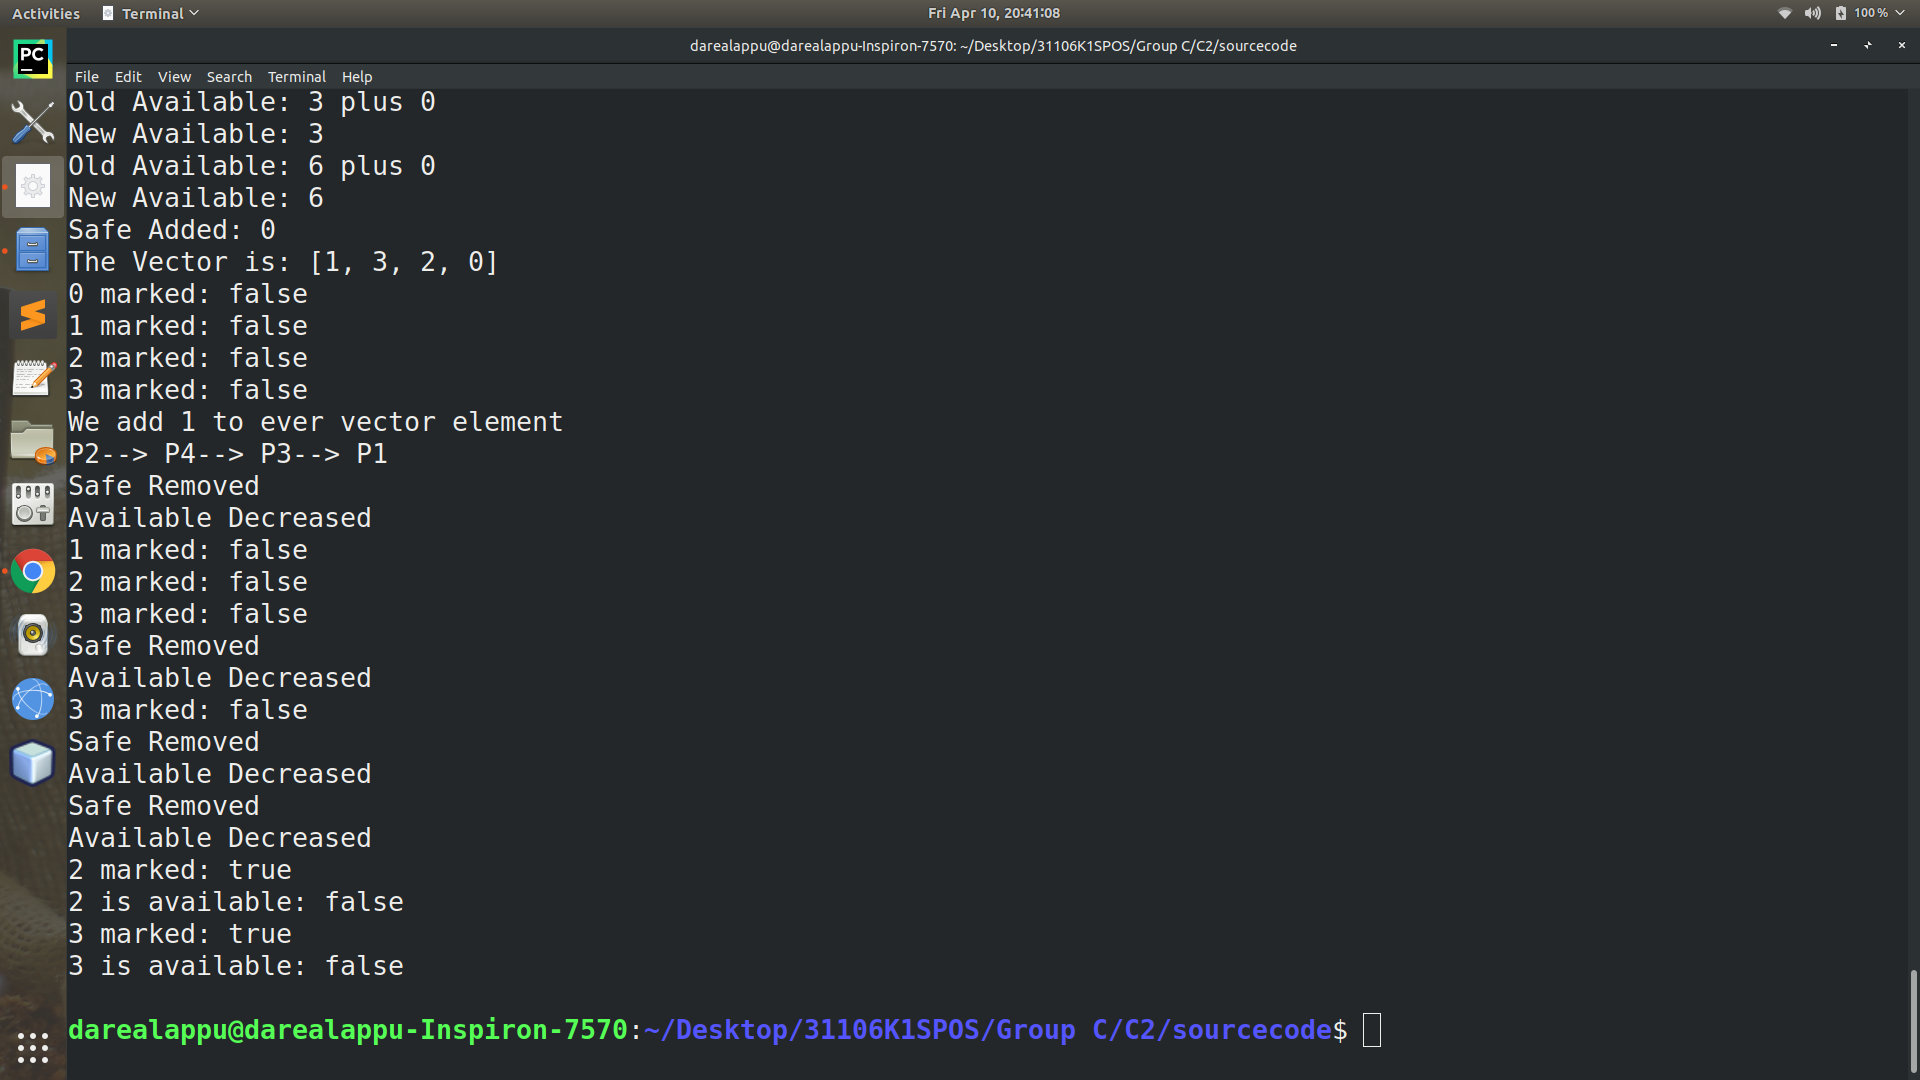 Activities Terminal Fri Apr 10, 20:41:08 100 %
darealappu@darealappu-Inspiron-7570: ~/Desktop/31106K1SPOS/Group C/C2/sourcecode
PC
File Edit View Search Terminal Help
Old Available: 3 plus 0
New Available: 3
Old Available: 6 plus 0
New Available: 6
Safe Added: 0
The Vector is: [1, 3, 2, 0]
0 marked: false
1 marked: false
2 marked: false
3 marked: false
We add 1 to ever vector element
P2--> P4--> P3--> P1
Safe Removed
Available Decreased
1 marked: false
2 marked: false
3 marked: false
Safe Removed
Available Decreased
3 marked: false
Safe Removed
Available Decreased
Safe Removed
Available Decreased
2 marked: true
2 is available: false
3 marked: true
3 is available: false
darealappu@darealappu-Inspiron-7570:~/Desktop/31106K1SPOS/Group C/C2/sourcecode$